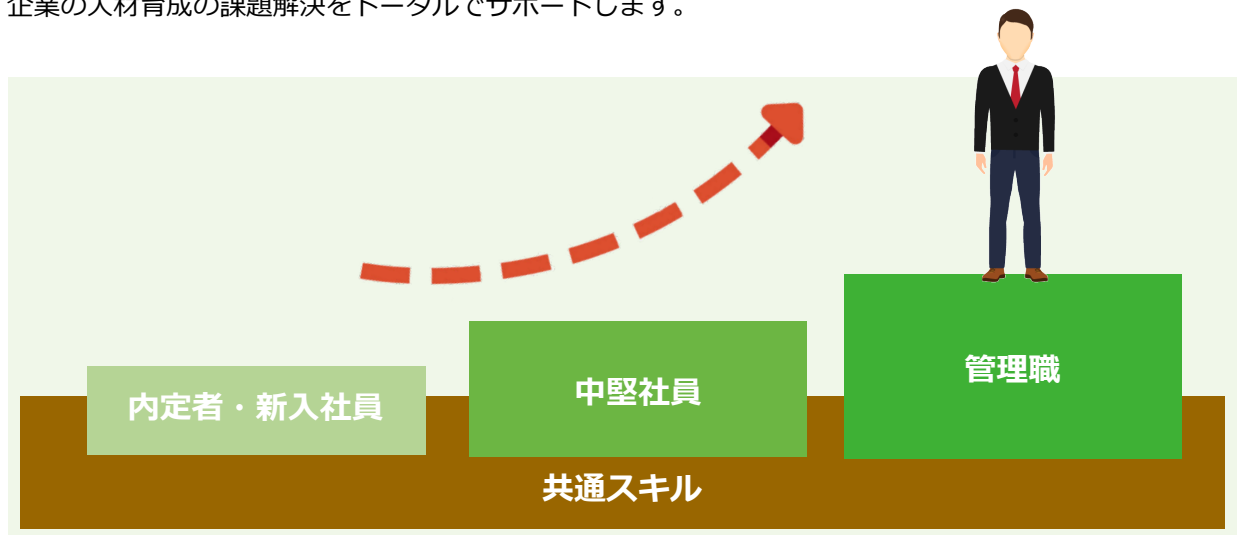 企業の人材育成の課題解決をトータルでサポートします。
内定者・新入社員
中堅社員
管理職
共通スキル